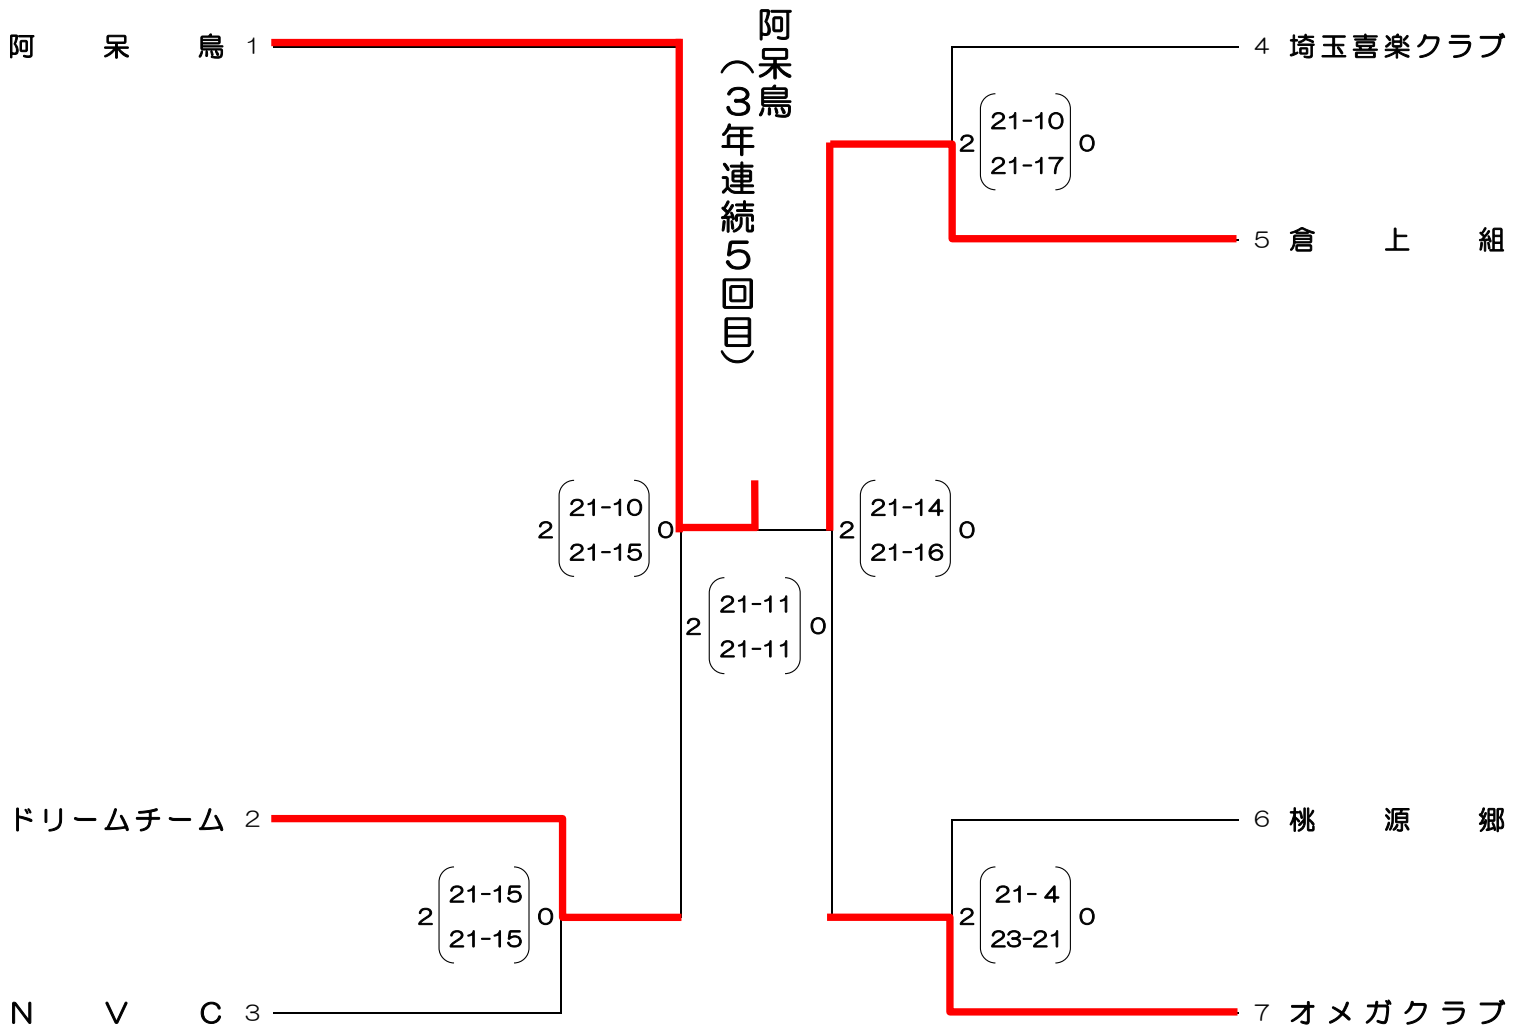 阿呆鳥
（３年連続５回目）
阿呆鳥 1
4 埼玉喜楽クラブ
2 21-10 0
21-17
5 倉上組
2 21-10 0
21-15
2 21-14 0
21-16
2 21-11 0
21-11
ドリームチーム 2
6 桃源郷
2 21-15 0
21-15
2 21- 4 0
23-21
NVC 3
7 オメガクラブ